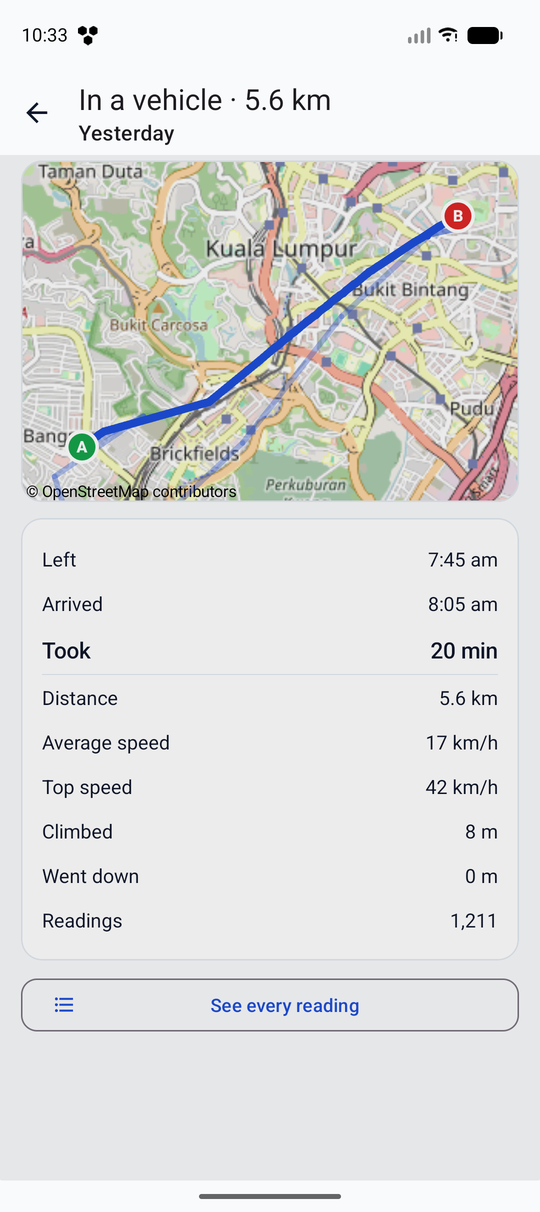 10:33
In a vehicle · 5.6 km
Yesterday
Taman Duta
Kuala Lumpur
Bukit Bintang
Bukit Carcosa
B
A
Bang
Brickfields
Pudu
Perkuburan
© OpenStreetMap contributors
Left 7:45 am
Arrived 8:05 am
Took 20 min
Distance 5.6 km
Average speed 17 km/h
Top speed 42 km/h
Climbed 8 m
Went down 0 m
Readings 1,211
See every reading